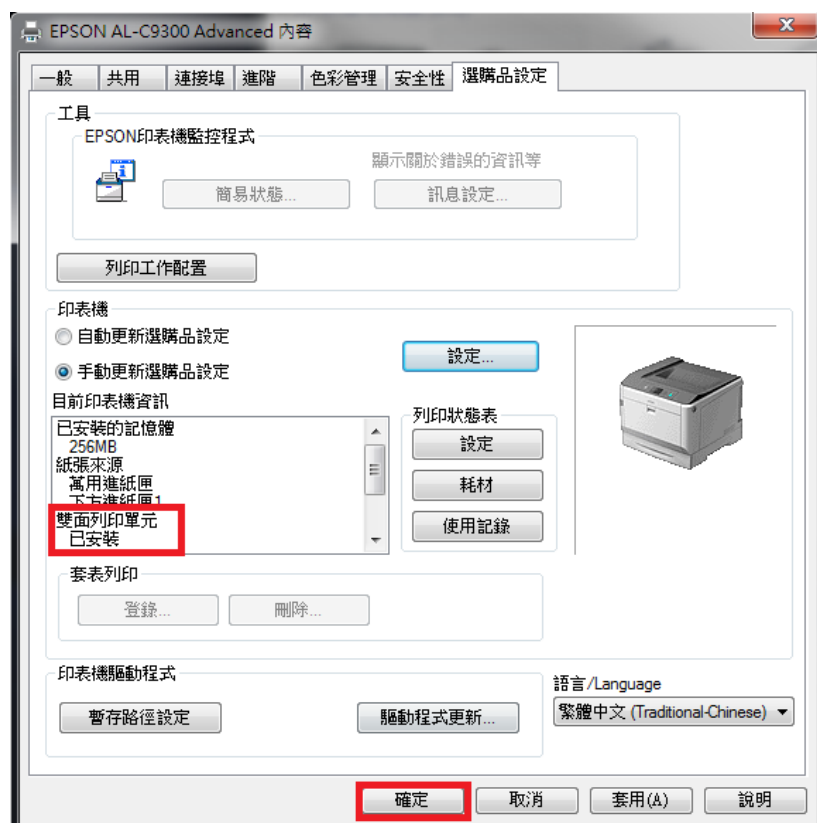 EPSON AL-C9300 Advanced 內容
一般 共用 連接埠 進階 色彩管理 安全性 選購品設定
工具
EPSON印表機監控程式
顯示關於錯誤的資訊等
簡易狀態... 訊息設定...
列印工作配置
印表機
自動更新選購品設定
設定...
手動更新選購品設定
目前印表機資訊
列印狀態表
已安裝的記憶體
256MB
設定
紙張來源
萬用進紙匣
耗材
下方進紙匣1
雙面列印單元
使用記錄
已安裝
套表列印
登錄... 刪除...
印表機驅動程式
語言/Language
暫存路徑設定 驅動程式更新... 繁體中文 (Traditional-Chinese)
確定 取消 套用(A) 說明